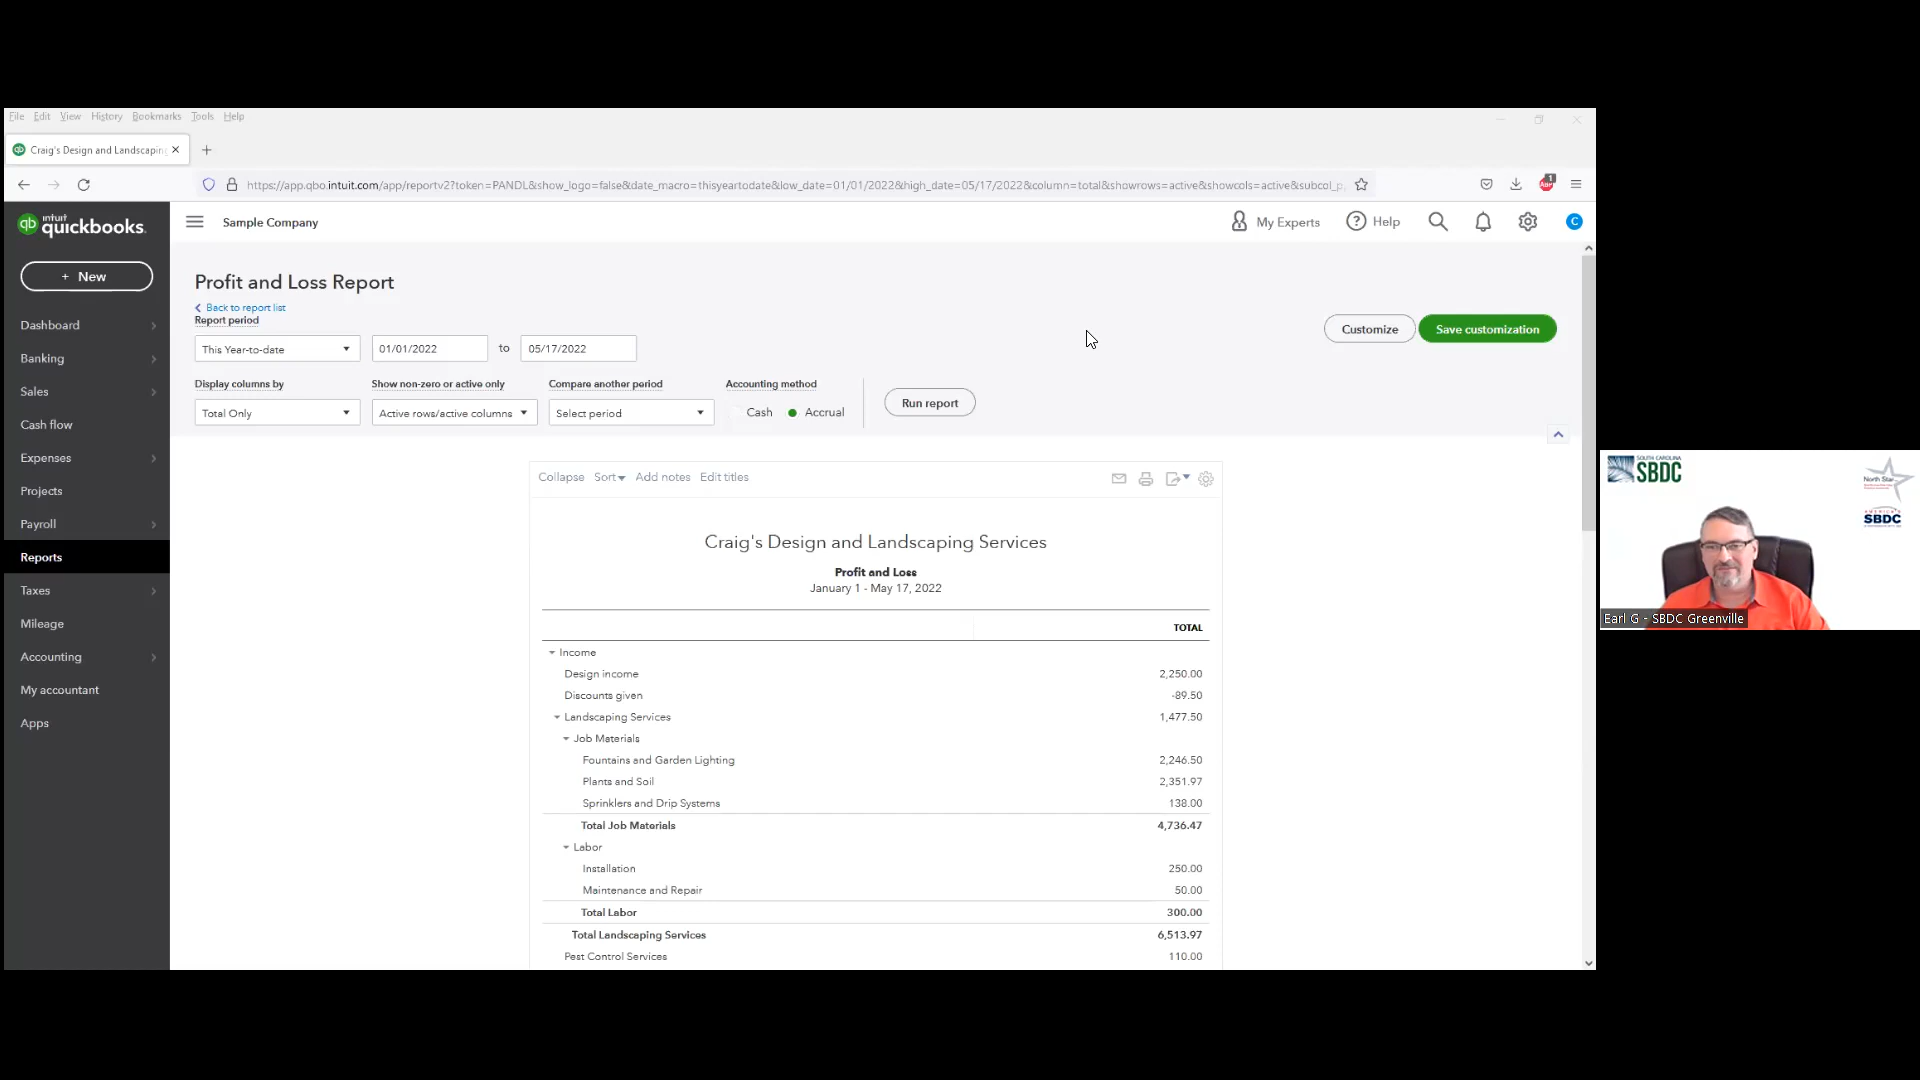 File Edit View History Bookmarks Tools Help
Craig's Design and Landscaping
https://app.qbo.intuit.com/app/reportv2?token=PANDL&show_logo=false&date_macro=thisyeartodate&low_date=01/01/2022&high_date=05/17/2022&column=total&showrows=active&showcols=active&subcol_p
1
intuit
qb quickbooks.
Sample Company
My Experts
? Help
C
+ New
Dashboard
Banking
Sales
Cash flow
Expenses
Projects
Payroll
Reports
Taxes
Mileage
Accounting
My accountant
Apps
Profit and Loss Report
Back to report list
Report period
This Year-to-date 01/01/2022 to 05/17/2022
Customize Save customization
Display columns by Show non-zero or active only Compare another period Accounting method
Total Only Active rows/active columns Select period Cash Accrual Run report
Collapse Sort Add notes Edit titles
Craig's Design and Landscaping Services
Profit and Loss
January 1 - May 17, 2022
TOTAL
Income
Design income 2,250.00
Discounts given -89.50
Landscaping Services 1,477.50
Job Materials
Fountains and Garden Lighting 2,246.50
Plants and Soil 2,351.97
Sprinklers and Drip Systems 138.00
Total Job Materials 4,736.47
Labor
Installation 250.00
Maintenance and Repair 50.00
Total Labor 300.00
Total Landscaping Services 6,513.97
Pest Control Services 110.00
SOUTH CAROLINA
SBDC
North Star
AMERICA'S
SBDC
Earl G - SBDC Greenville